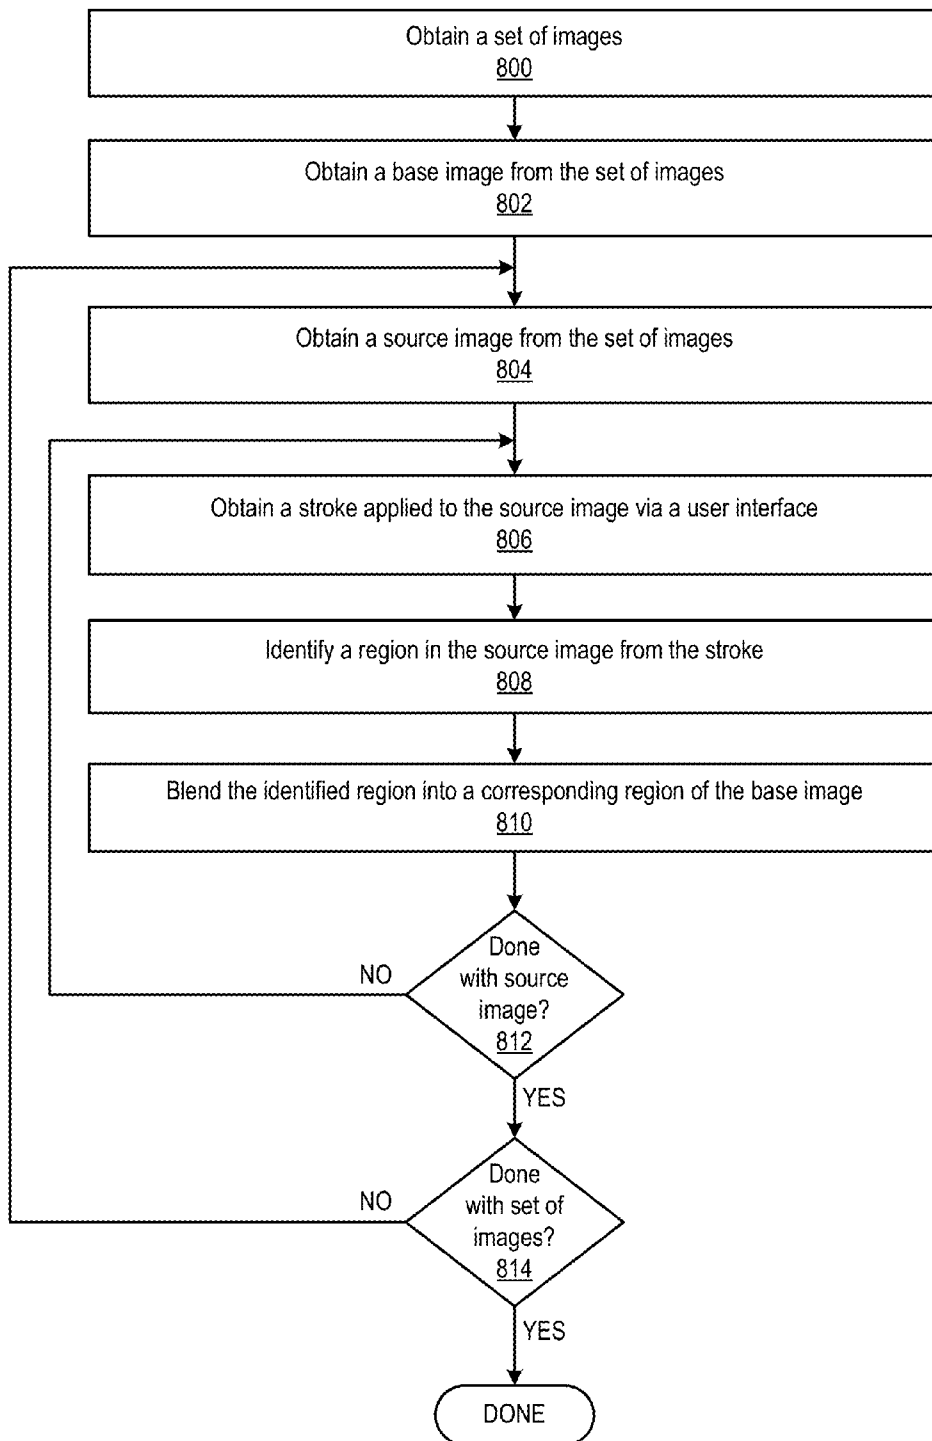 Obtain a set of images
800
Obtain a base image from the set of images
802
Obtain a source image from the set of images
804
Obtain a stroke applied to the source image via a user interface
806
Identify a region in the source image from the stroke
808
Blend the identified region into a corresponding region of the base image
810
Done
with source
image?
812
NO
YES
Done
with set of
images?
814
NO
YES
DONE